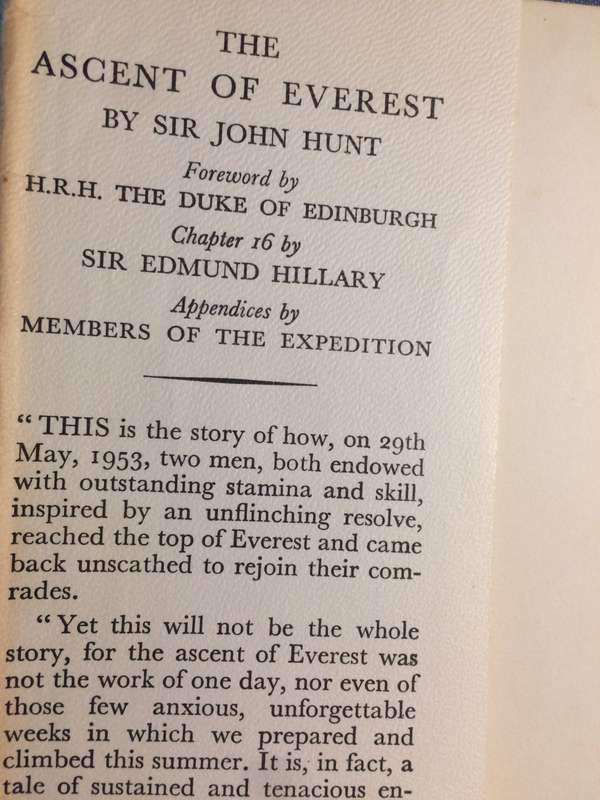 THE
ASCENT OF EVEREST
BY SIR JOHN HUNT
Foreword by
H.R.H. THE DUKE OF EDINBURGH
Chapter 16 by
SIR EDMUND HILLARY
Appendices by
MEMBERS OF THE EXPEDITION
“THIS is the story of how, on 29th
May, 1953, two men, both endowed
with outstanding stamina and skill,
inspired by an unflinching resolve,
reached the top of Everest and came
back unscathed to rejoin their com-
rades.
“Yet this will not be the whole
story, for the ascent of Everest was
not the work of one day, nor even of
those few anxious, unforgettable
weeks in which we prepared and
climbed this summer. It is, in fact, a
tale of sustained and tenacious en-